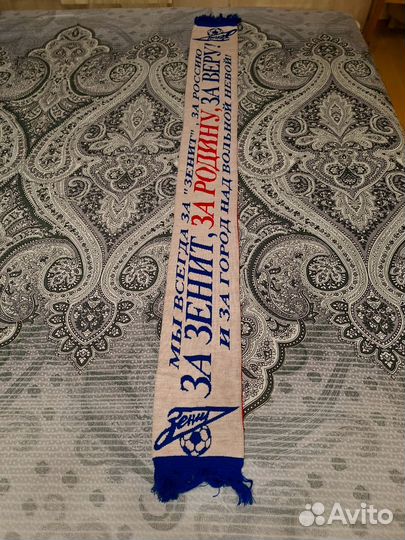 МЫ ВСЕГДА ЗА "ЗЕНИТ", ЗА РОССИЮ
ЗА ЗЕНИТ, ЗА РОДИНУ, ЗА ВЕРУ!
И ЗА ГОРОД НАД ВОЛЬНОЙ НЕВОЙ!
Зенит
Avito